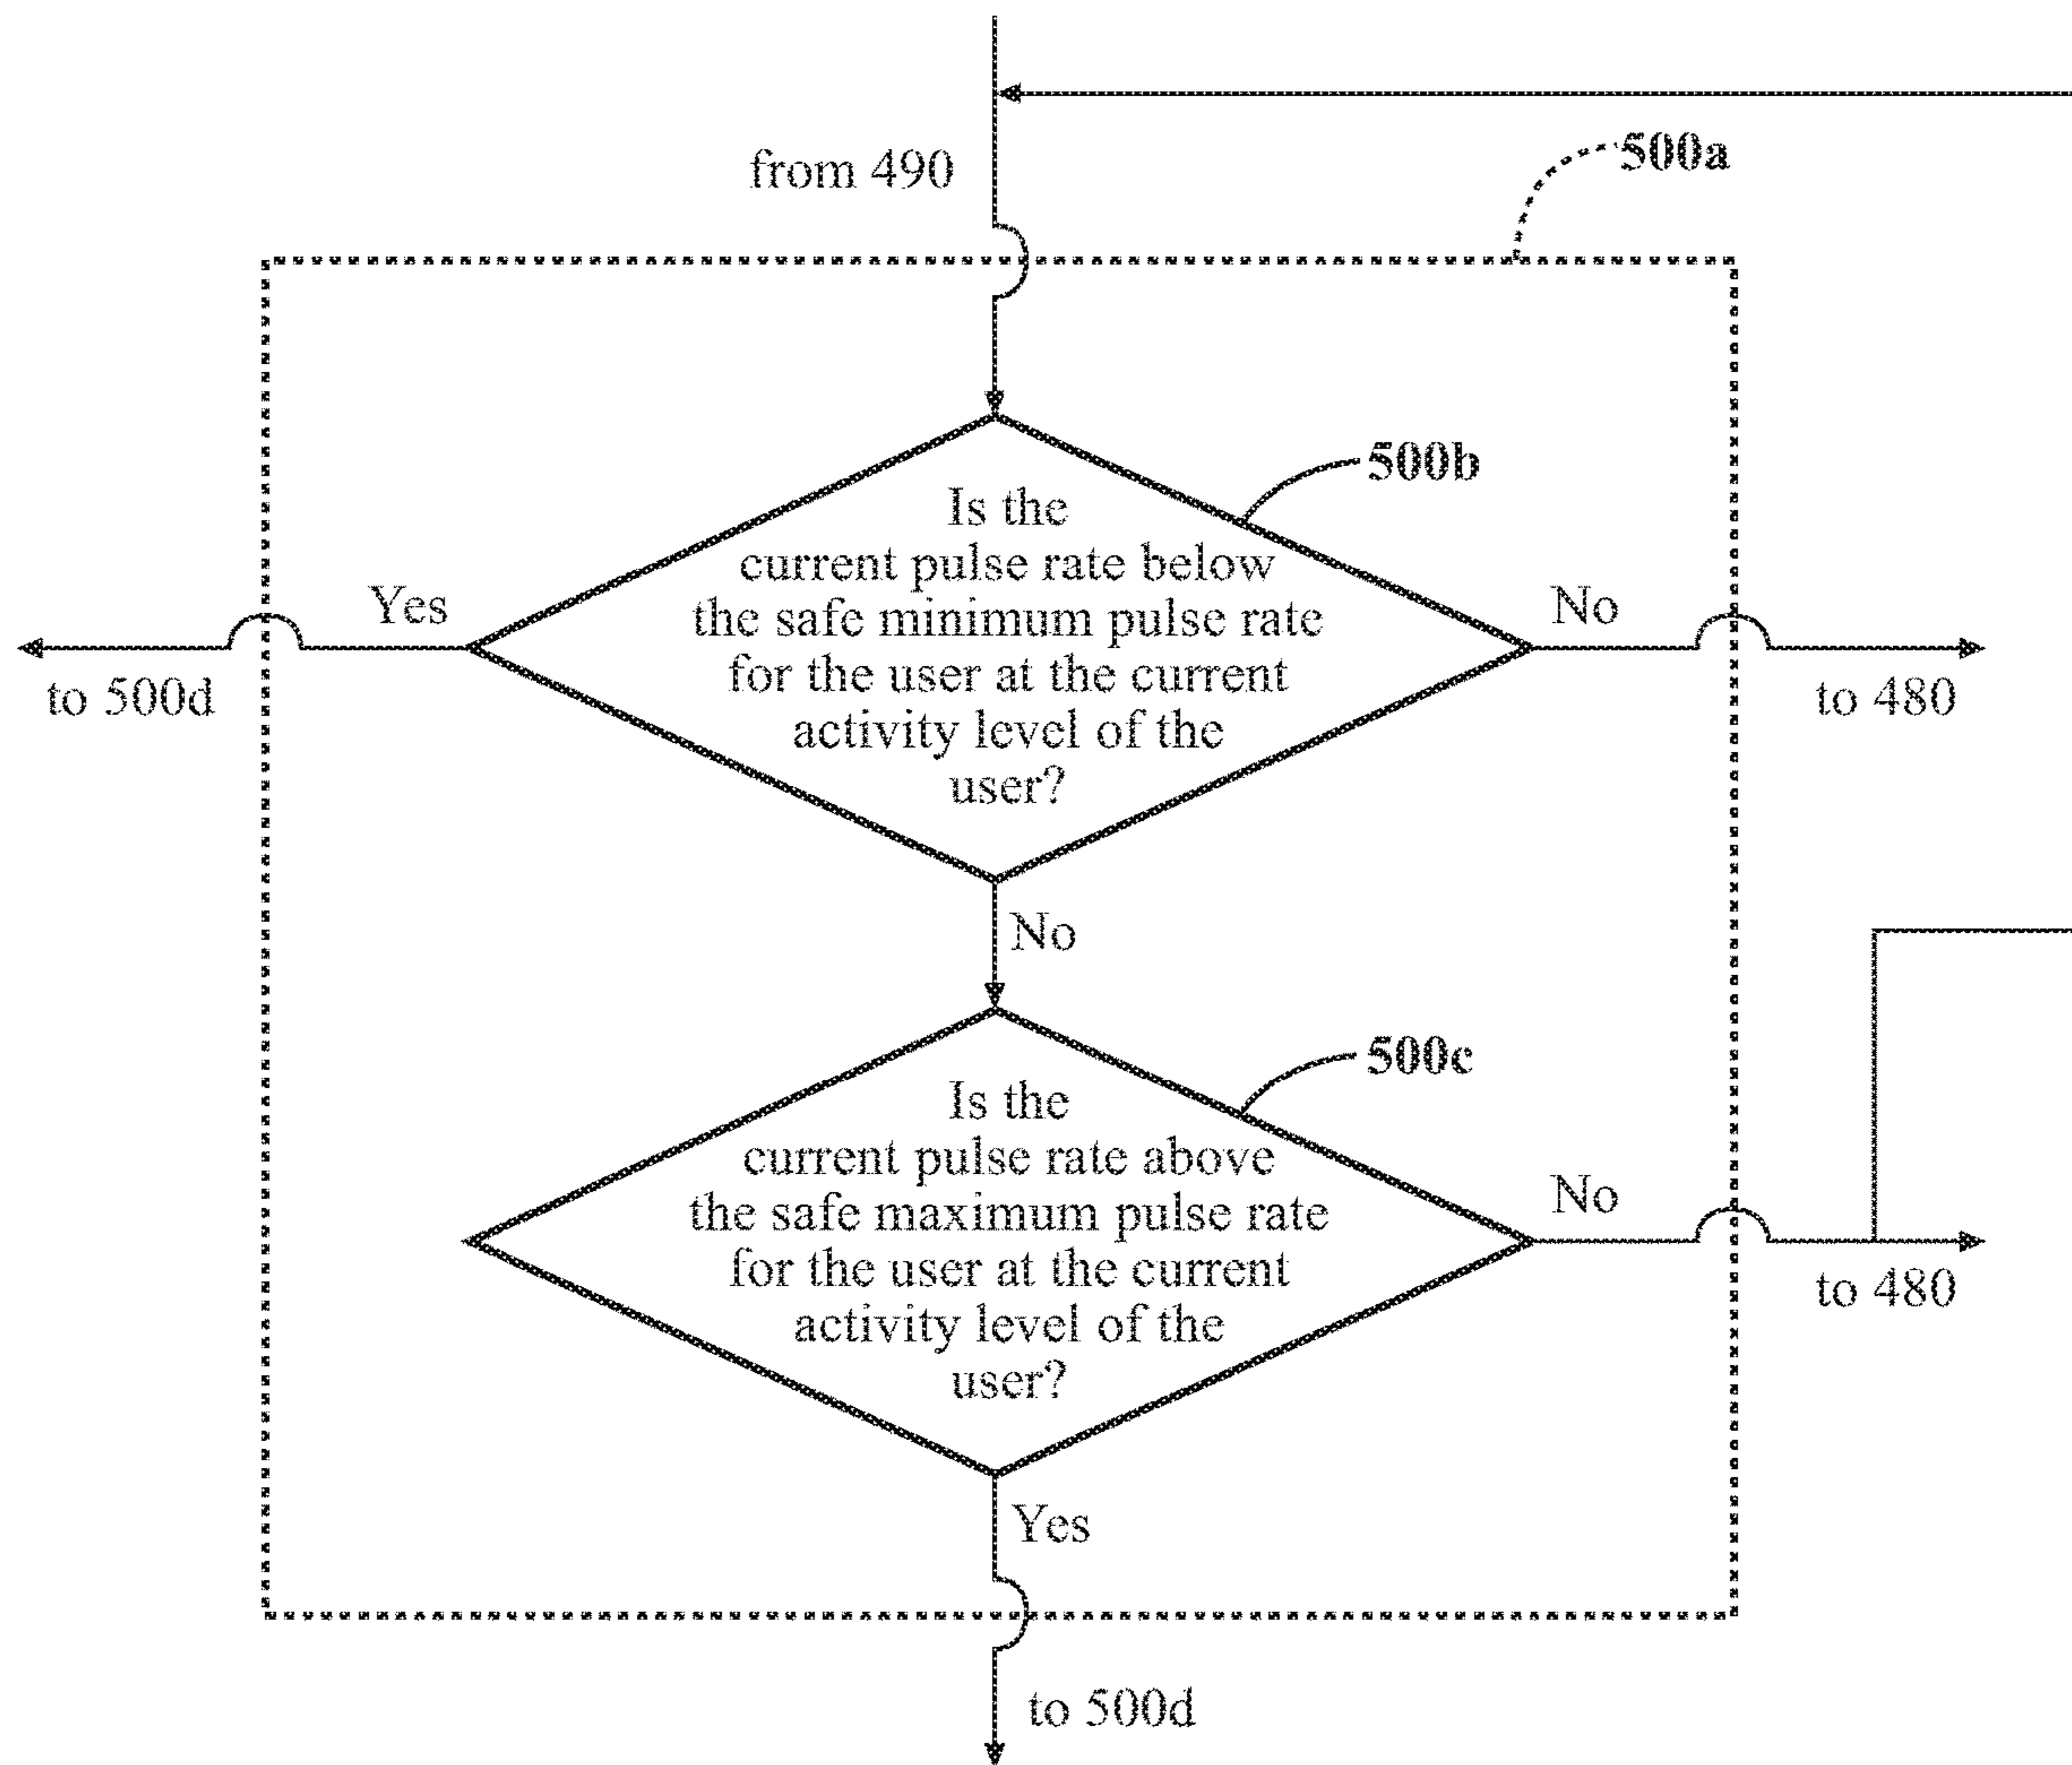 from 490
500a
500b
Is the
current pulse rate below
the safe minimum pulse rate
for the user at the current
activity level of the
user?
Yes
to 500d
No
to 480
No
500c
Is the
current pulse rate above
the safe maximum pulse rate
for the user at the current
activity level of the
user?
No
to 480
Yes
to 500d